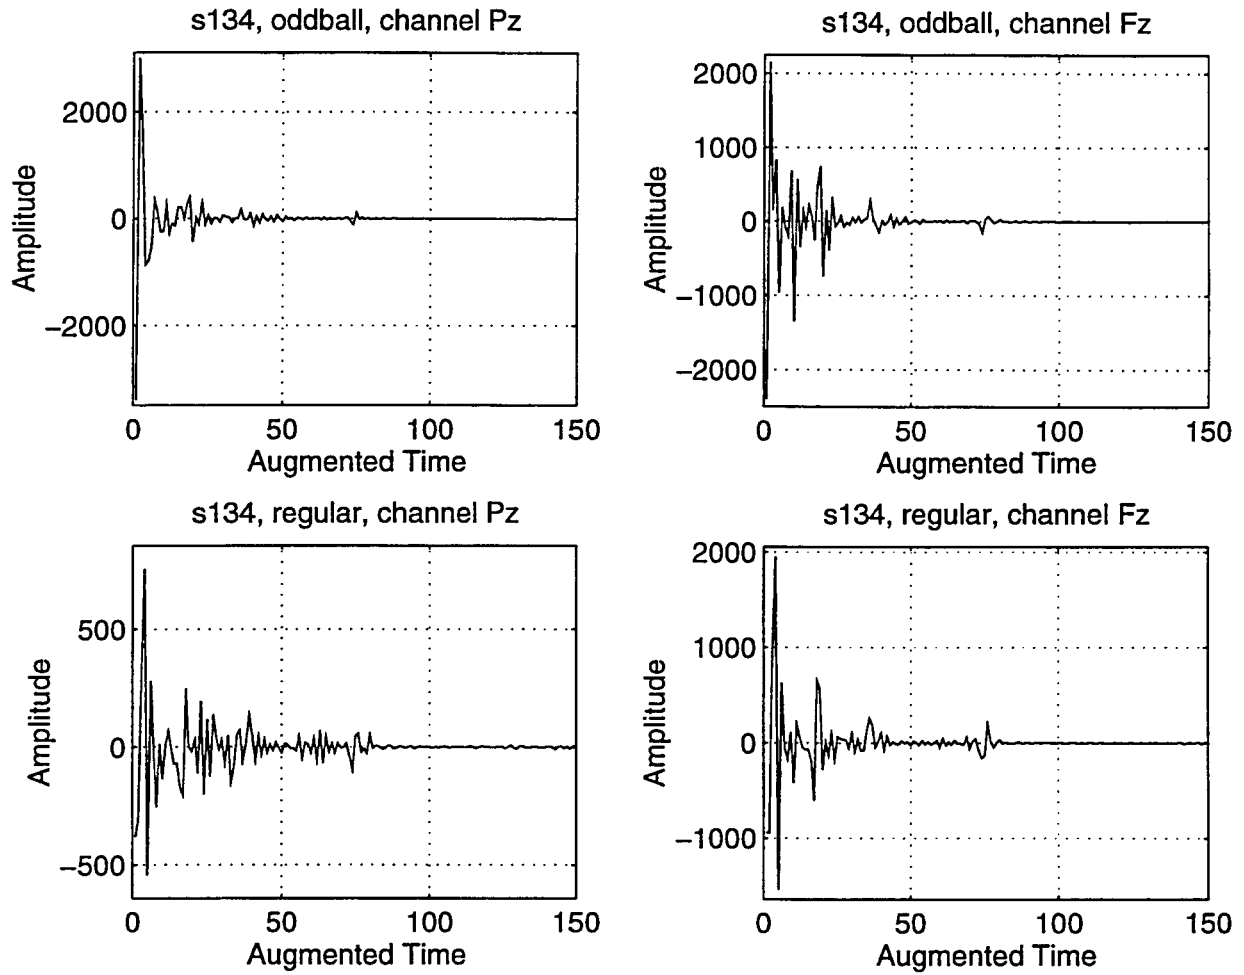 s134, oddball, channel Pz
2000
0
−2000
Amplitude
0 50 100 150
Augmented Time
s134, oddball, channel Fz
2000
1000
0
−1000
−2000
Amplitude
0 50 100 150
Augmented Time
s134, regular, channel Pz
500
0
−500
Amplitude
0 50 100 150
Augmented Time
s134, regular, channel Fz
2000
1000
0
−1000
Amplitude
0 50 100 150
Augmented Time